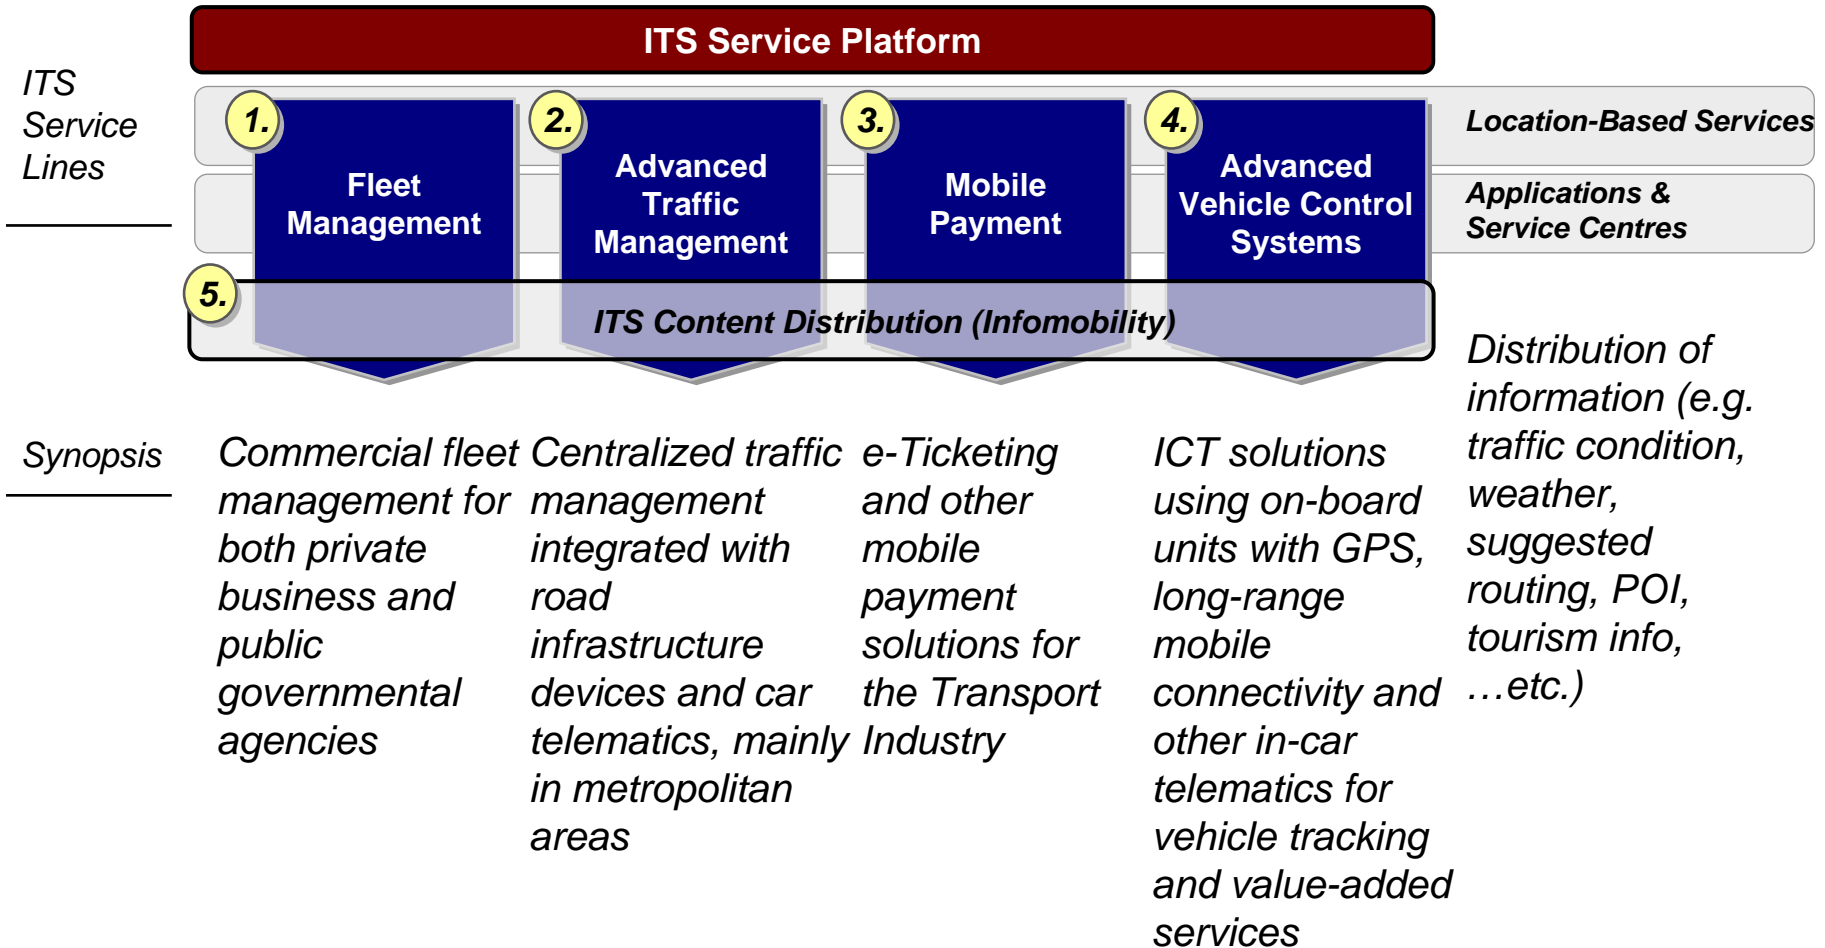 ITS Service Platform
ITS
Service
Lines
1.
Fleet
Management
2.
Advanced
Traffic
Management
3.
Mobile
Payment
4.
Advanced
Vehicle Control
Systems
Location-Based Services
Applications &
Service Centres
5.
ITS Content Distribution (Infomobility)
Distribution of
information (e.g.
traffic condition,
weather,
suggested
routing, POI,
tourism info,
…etc.)
Synopsis
Commercial fleet
management for
both private
business and
public
governmental
agencies
Centralized traffic
management
integrated with
road
infrastructure
devices and car
telematics, mainly
in metropolitan
areas
e-Ticketing
and other
mobile
payment
solutions for
the Transport
Industry
ICT solutions
using on-board
units with GPS,
long-range
mobile
connectivity and
other in-car
telematics for
vehicle tracking
and value-added
services